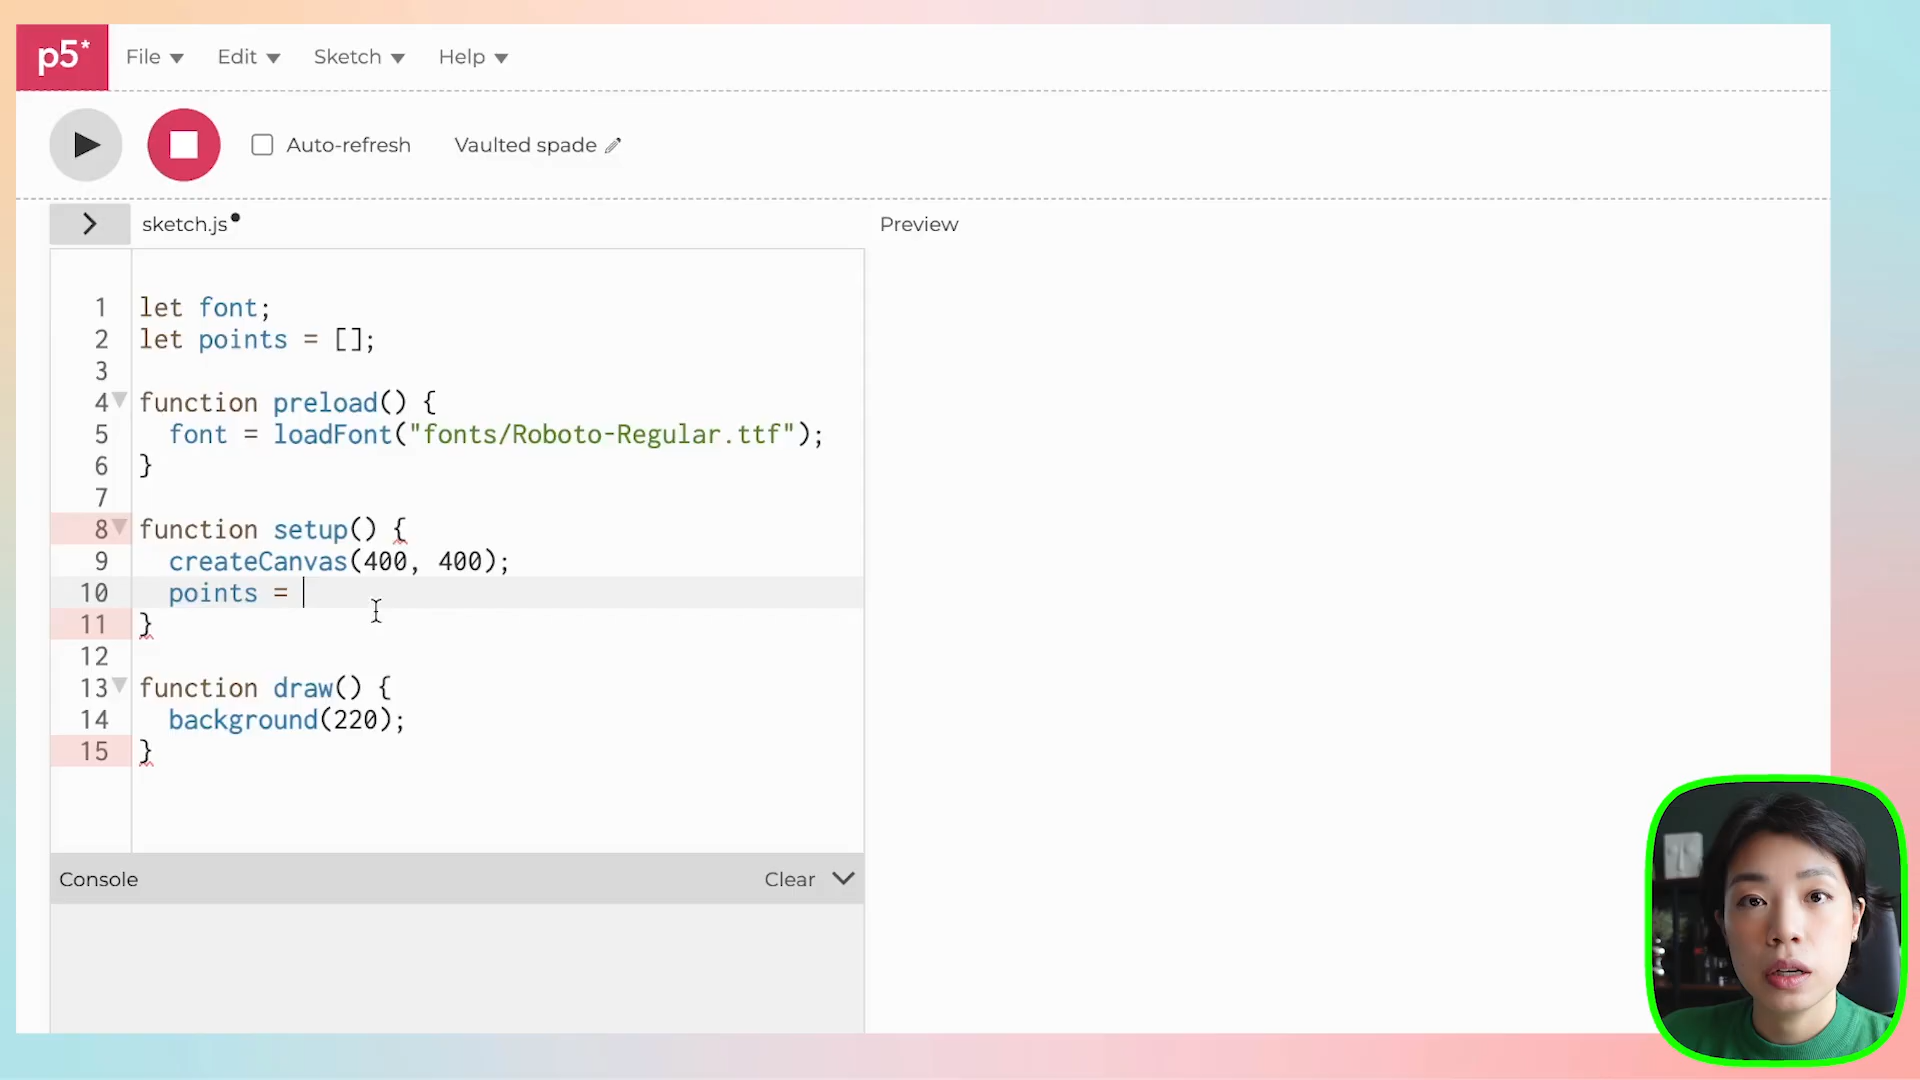 p5*
File
Edit
Sketch
Help
Auto-refresh
Vaulted spade
sketch.js
Preview
1 let font;
2 let points = [];
3
4 function preload() {
5 font = loadFont("fonts/Roboto-Regular.ttf");
6 }
7
8 function setup() {
9 createCanvas(400, 400);
10 points =
11 }
12
13 function draw() {
14 background(220);
15 }
Console
Clear